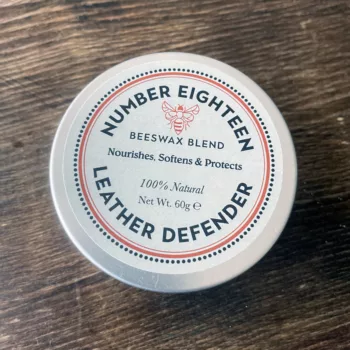 NUMBER EIGHTEEN
BEESWAX BLEND
Nourishes, Softens & Protects
100% Natural
Net Wt. 60g ℮
LEATHER DEFENDER